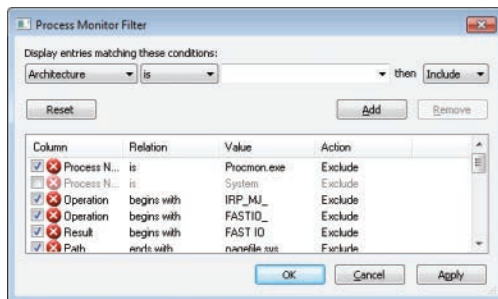 Process Monitor Filter
Display entries matching these conditions:
Architecture is then Include
Reset Add Remove
Column Relation Value Action
Process N... is Procmon.exe Exclude
Process N... is System Exclude
Operation begins with IRP_MJ_ Exclude
Operation begins with FASTIO_ Exclude
Result begins with FAST IO Exclude
Path ends with pagefile.sys Exclude
OK Cancel Apply